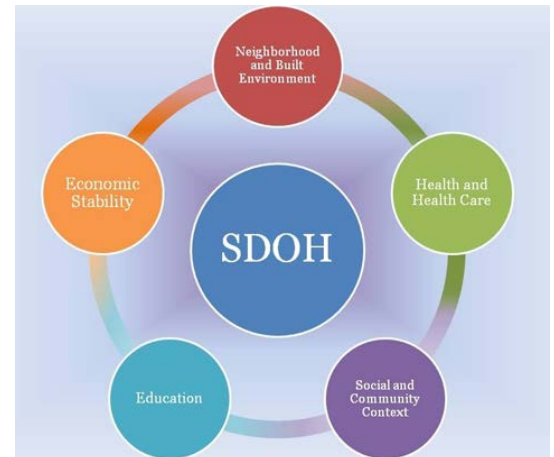 Neighborhood
and Built
Environment
Economic
Stability
Health and
Health Care
SDOH
Education
Social and
Community
Context